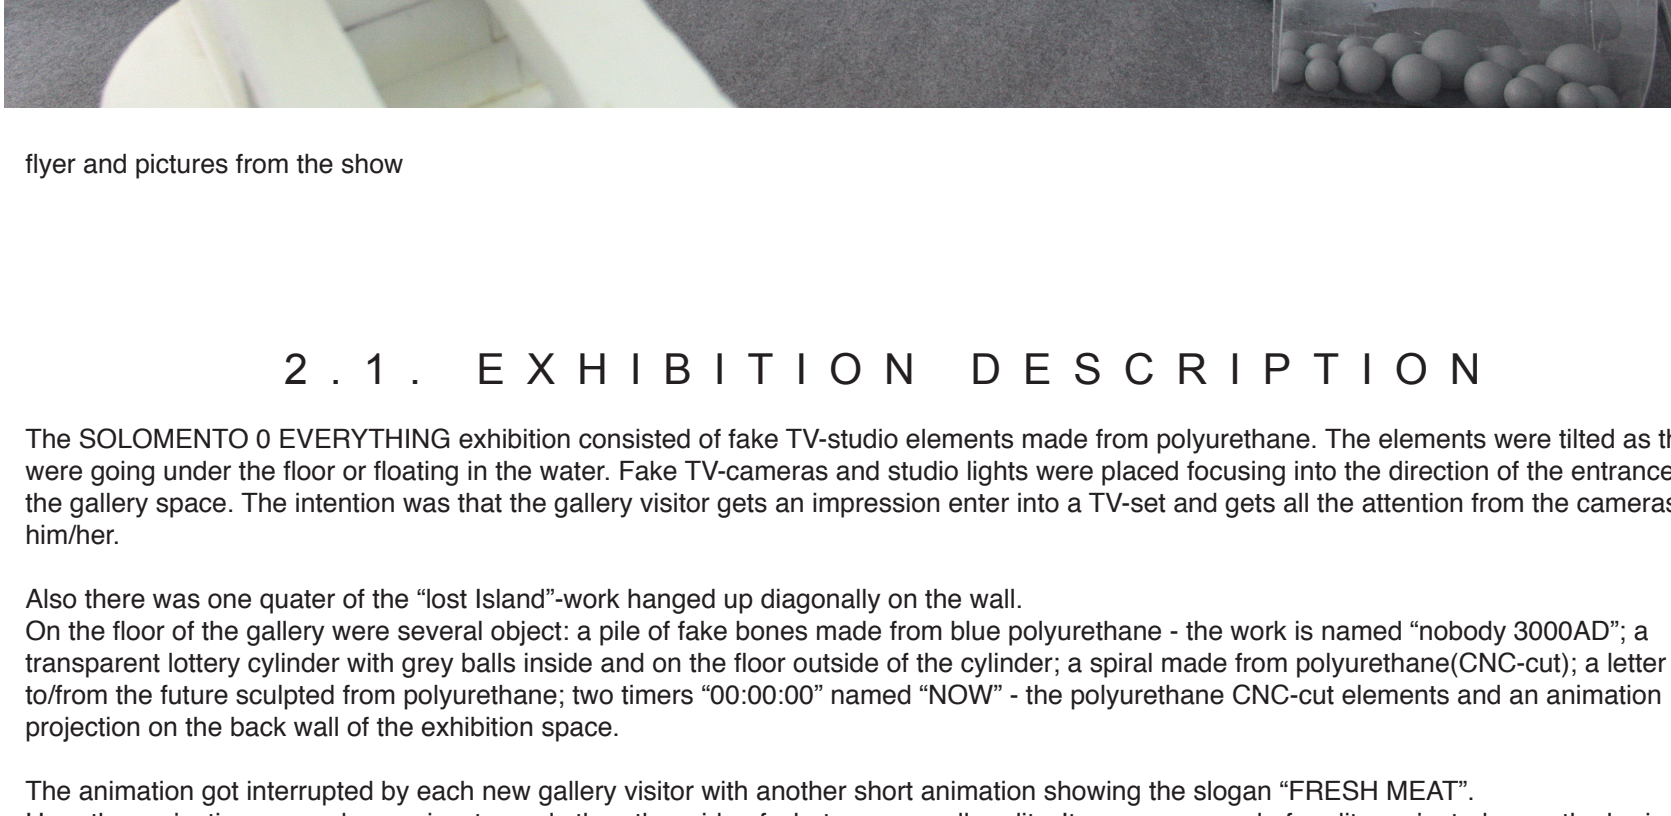 flyer and pictures from the show
2.1. EXHIBITION DESCRIPTION
The SOLOMENTO 0 EVERYTHING exhibition consisted of fake TV-studio elements made from polyurethane. The elements were tilted as
were going under the floor or floating in the water. Fake TV-cameras and studio lights were placed focusing into the direction of the entrance
the gallery space. The intention was that the gallery visitor gets an impression enter into a TV-set and gets all the attention from the cameras
him/her.
Also there was one quater of the “lost Island”-work hanged up diagonally on the wall.
On the floor of the gallery were several object: a pile of fake bones made from blue polyurethane - the work is named “nobody 3000AD”; a
transparent lottery cylinder with grey balls inside and on the floor outside of the cylinder; a spiral made from polyurethane(CNC-cut); a letter
to/from the future sculpted from polyurethane; two timers “00:00:00” named “NOW” - the polyurethane CNC-cut elements and an animation
projection on the back wall of the exhibition space.
The animation got interrupted by each new gallery visitor with another short animation showing the slogan “FRESH MEAT”.